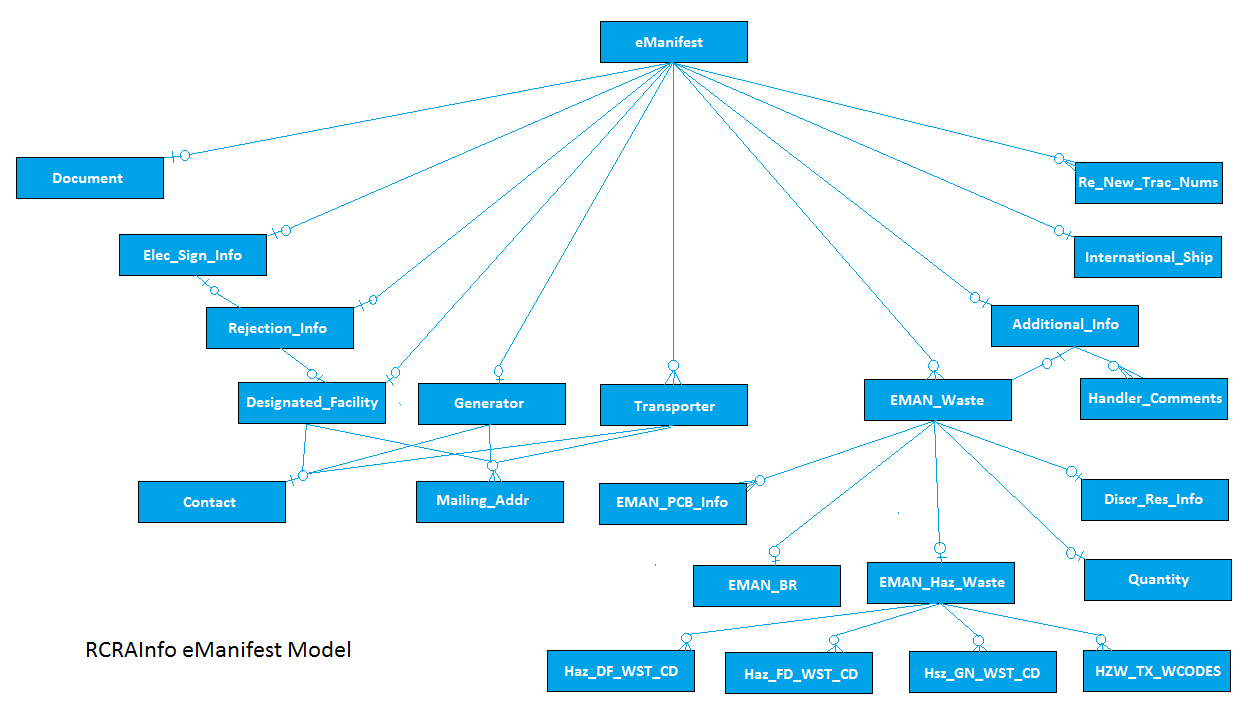 eManifest
Document
Re_New_Trac_Nums
Elec_Sign_Info
International_Ship
Rejection_Info
Additional_Info
Designated_Facility
Generator
Transporter
EMAN_Waste
Handler_Comments
Contact
Mailing_Addr
EMAN_PCB_Info
Discr_Res_Info
EMAN_BR
EMAN_Haz_Waste
Quantity
RCRAInfo eManifest Model
Haz_DF_WST_CD
Haz_FD_WST_CD
Hsz_GN_WST_CD
HZW_TX_WCODES